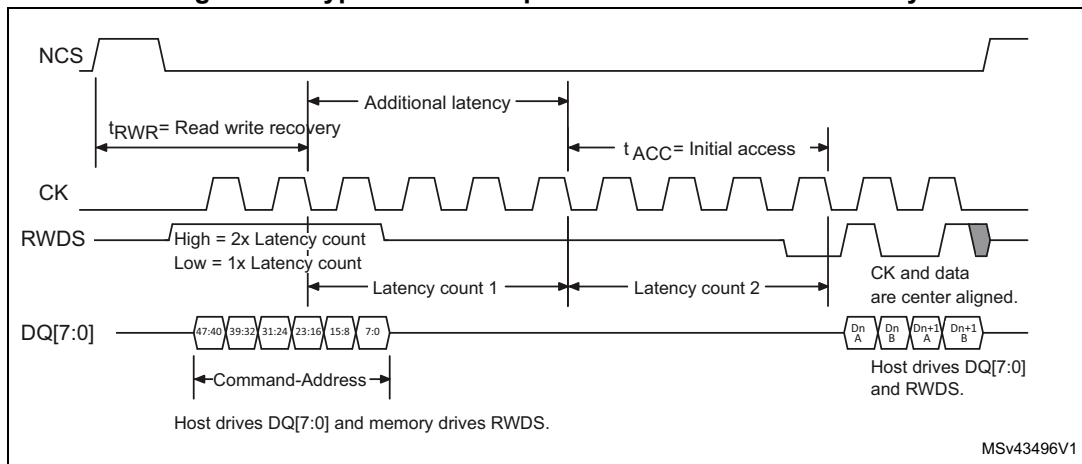 NCS
Additional latency
tRWR= Read write recovery
tACC= Initial access
CK
RWDS
High = 2x Latency count
Low = 1x Latency count
CK and data
are center aligned.
Latency count 1
Latency count 2
DQ[7:0]
47:40 39:32 31:24 23:16 15:8 7:0
Dn A Dn B Dn+1 A Dn+1 B
Command-Address
Host drives DQ[7:0]
and RWDS.
Host drives DQ[7:0] and memory drives RWDS.
MSv43496V1